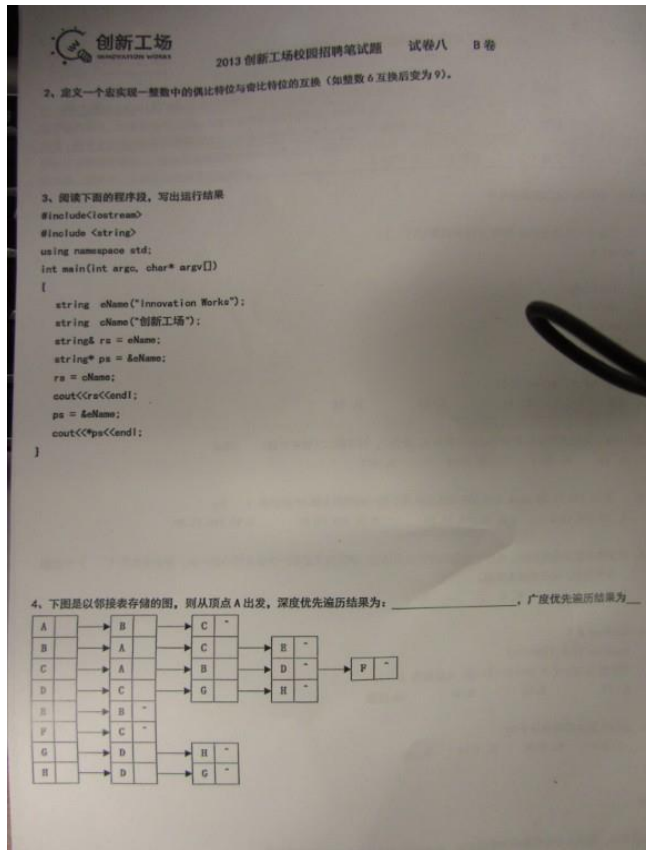 创新工场
INNOVATION WORKS
2013 创新工场校园招聘笔试题 试卷八 B 卷
2、定义一个宏实现一整数中的偶比特位与奇比特位的互换（如整数 6 互换后变为 9）。
3、阅读下面的程序段，写出运行结果
#include<iostream>
#include <string>
using namespace std;
int main(int argc, char* argv[])
{
string eName("Innovation Works");
string cName("创新工场");
string& rs = eName;
string* ps = &eName;
rs = cName;
cout<<rs<<endl;
ps = &eName;
cout<<*ps<<endl;
}
4、下图是以邻接表存储的图，则从顶点 A 出发，深度优先遍历结果为：____________，广度优先遍历结果为__
A B C ^
B A C E ^
C A B D ^ F ^
D C G H ^
E B ^
F C ^
G D H ^
H D G ^